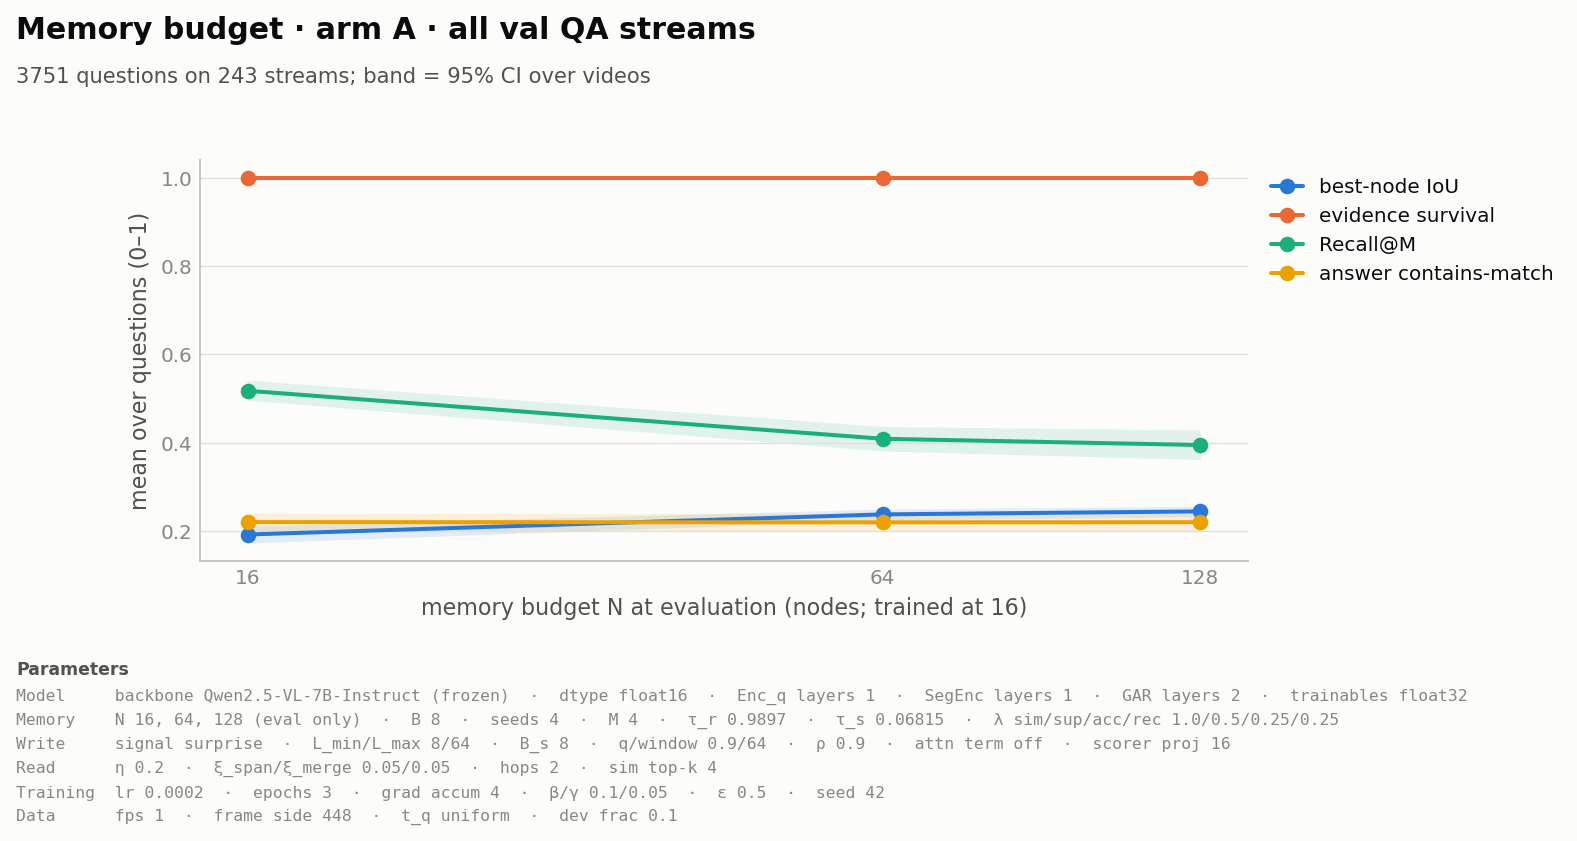 Memory budget · arm A · all val QA streams
3751 questions on 243 streams; band = 95% CI over videos
1.0
0.8
0.6
0.4
0.2
mean over questions (0–1)
16
64
128
memory budget N at evaluation (nodes; trained at 16)
best-node IoU
evidence survival
Recall@M
answer contains-match
Parameters
Model backbone Qwen2.5-VL-7B-Instruct (frozen) · dtype float16 · Enc_q layers 1 · SegEnc layers 1 · GAR layers 2 · trainables float32
Memory N 16, 64, 128 (eval only) · B 8 · seeds 4 · M 4 · τ_r 0.9897 · τ_s 0.06815 · λ sim/sup/acc/rec 1.0/0.5/0.25/0.25
Write signal surprise · L_min/L_max 8/64 · B_s 8 · q/window 0.9/64 · ρ 0.9 · attn term off · scorer proj 16
Read η 0.2 · ξ_span/ξ_merge 0.05/0.05 · hops 2 · sim top-k 4
Training lr 0.0002 · epochs 3 · grad accum 4 · β/γ 0.1/0.05 · ε 0.5 · seed 42
Data fps 1 · frame side 448 · t_q uniform · dev frac 0.1